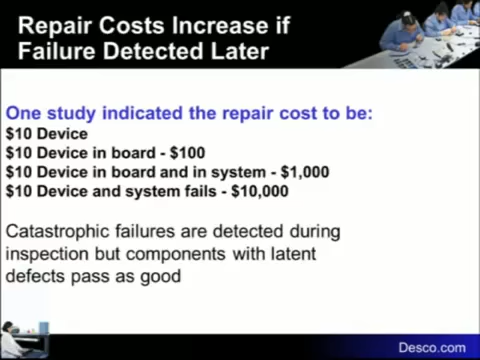 Repair Costs Increase if
Failure Detected Later
One study indicated the repair cost to be:
$10 Device
$10 Device in board - $100
$10 Device in board and in system - $1,000
$10 Device and system fails - $10,000
Catastrophic failures are detected during
inspection but components with latent
defects pass as good
Desco.com